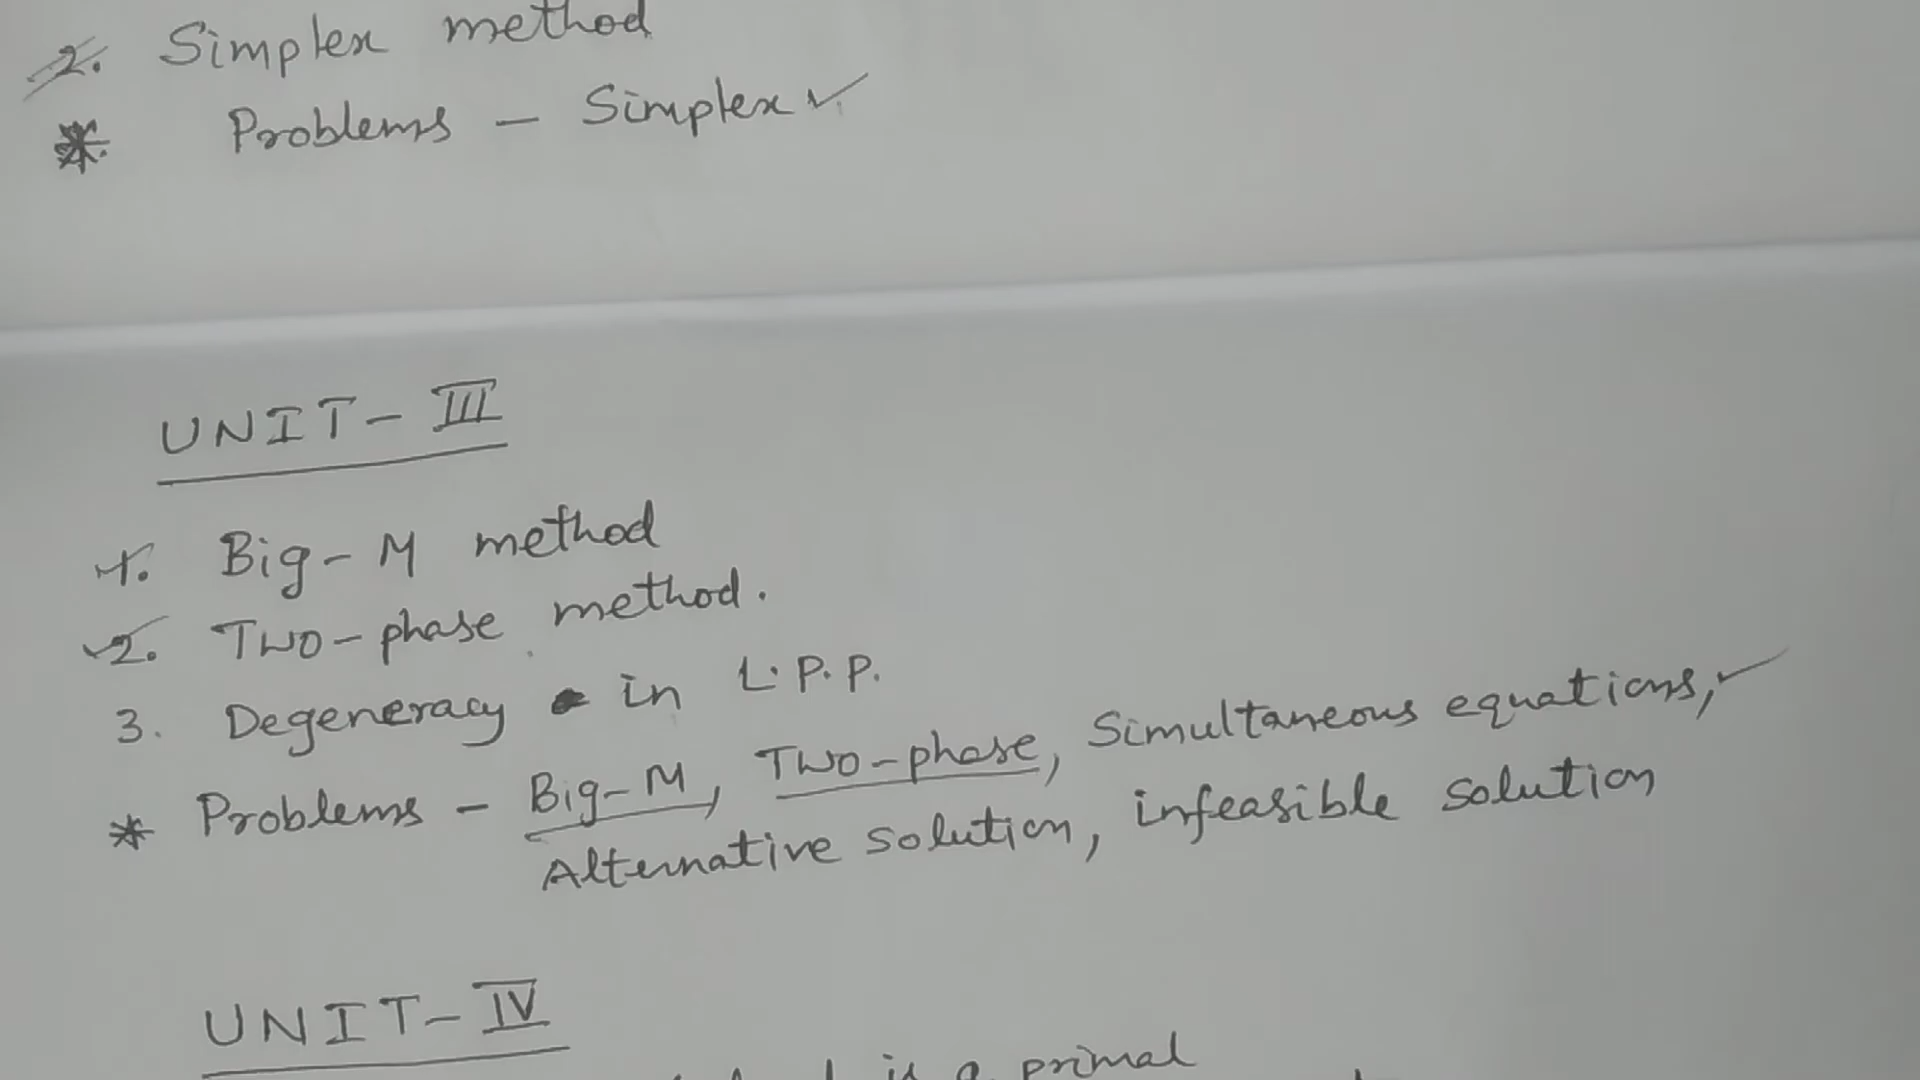 2. Simplex method
* Problems - Simplex ✓
UNIT - III
1. Big-M method
2. Two-phase method.
3. Degeneracy in L.P.P.
* Problems - Big-M, Two-phase, Simultaneous equations, ✓
Alternative solution, infeasible solution
UNIT - IV
is a primal